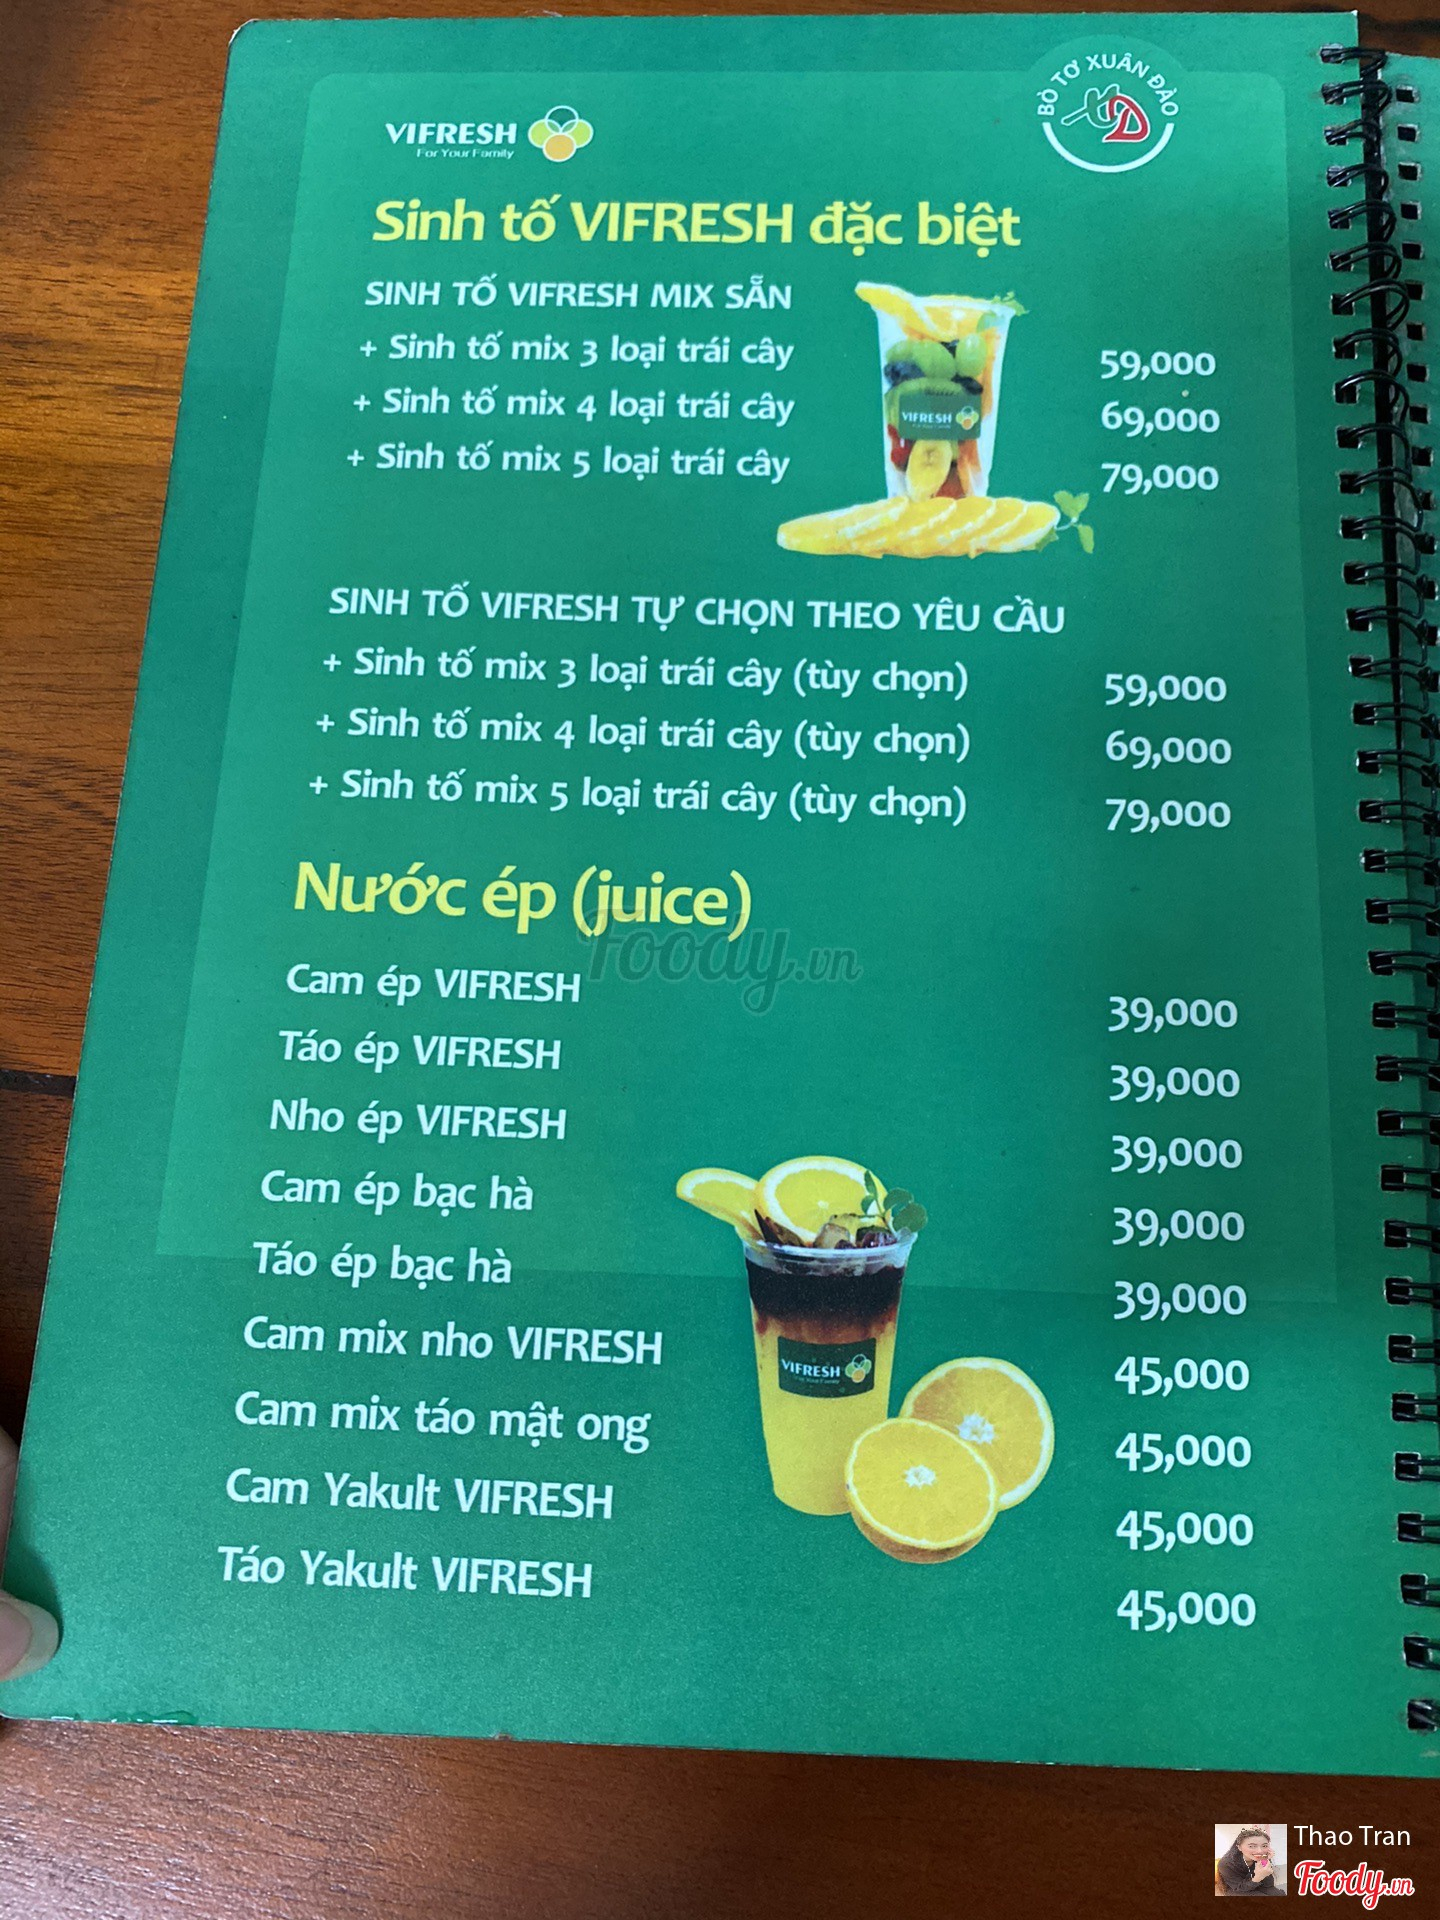 VIFRESH
For Your Family
BÒ TƠ XUÂN ĐÀO
XD
Sinh tố VIFRESH đặc biệt
SINH TỐ VIFRESH MIX SẴN
+ Sinh tố mix 3 loại trái cây 59,000
+ Sinh tố mix 4 loại trái cây 69,000
+ Sinh tố mix 5 loại trái cây 79,000
VIFRESH
SINH TỐ VIFRESH TỰ CHỌN THEO YÊU CẦU
+ Sinh tố mix 3 loại trái cây (tùy chọn) 59,000
+ Sinh tố mix 4 loại trái cây (tùy chọn) 69,000
+ Sinh tố mix 5 loại trái cây (tùy chọn) 79,000
Nước ép (juice)
Foody.vn
Cam ép VIFRESH 39,000
Táo ép VIFRESH 39,000
Nho ép VIFRESH 39,000
Cam ép bạc hà 39,000
Táo ép bạc hà 39,000
Cam mix nho VIFRESH 45,000
Cam mix táo mật ong 45,000
Cam Yakult VIFRESH 45,000
Táo Yakult VIFRESH 45,000
VIFRESH
Thao Tran
Foody.vn